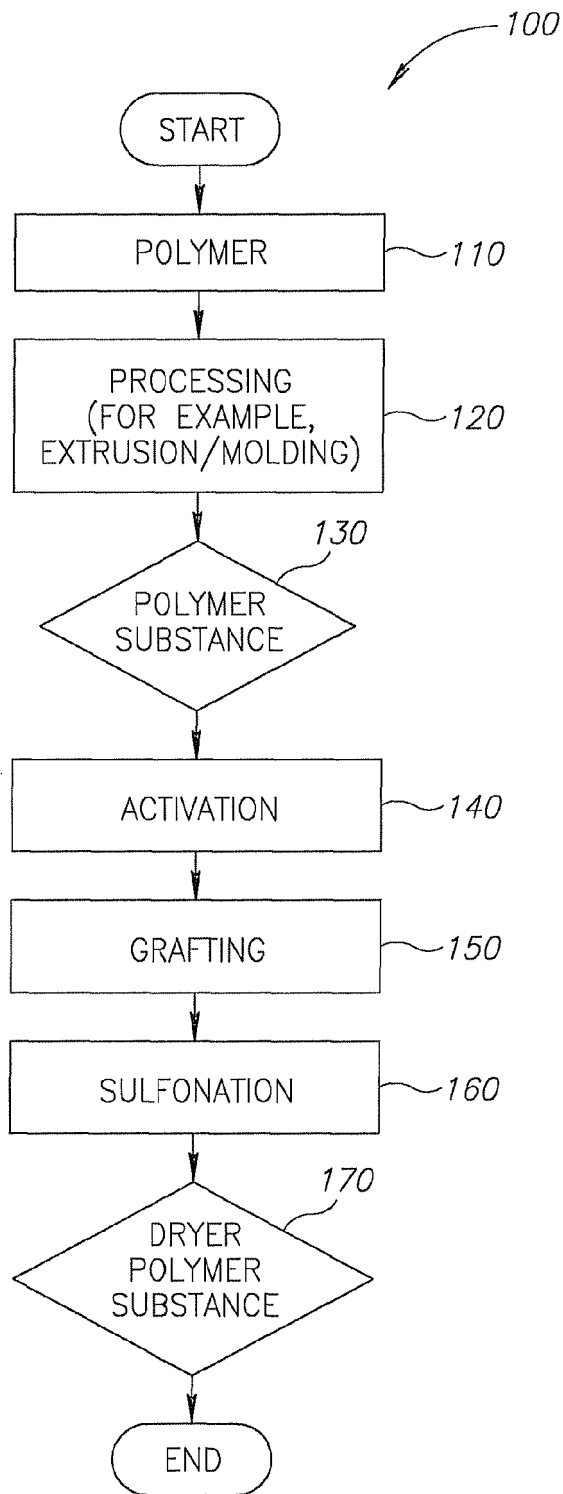 100
START
POLYMER
110
PROCESSING
(FOR EXAMPLE,
EXTRUSION/MOLDING)
120
130
POLYMER
SUBSTANCE
ACTIVATION
140
GRAFTING
150
SULFONATION
160
170
DRYER
POLYMER
SUBSTANCE
END